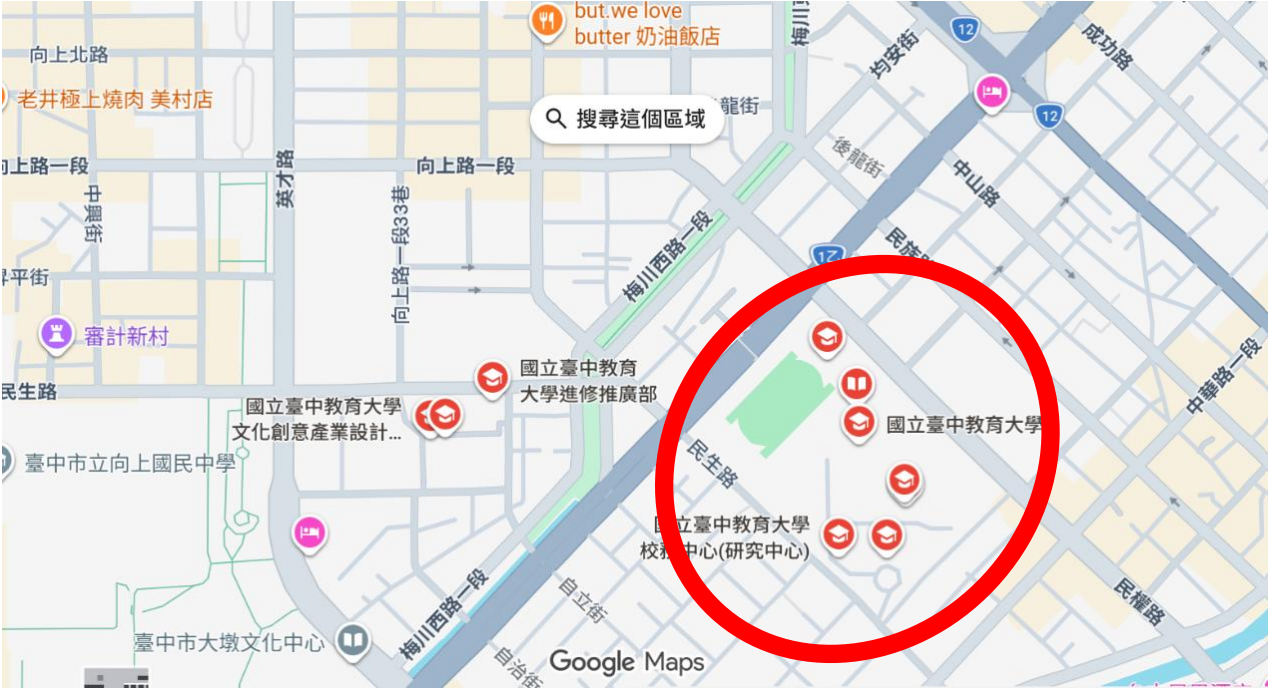 but.we love
butter 奶油飯店
梅川
均安街
12
成功路
向上北路
老井極上燒肉 美村店
搜尋這個區域
龍街
12
後龍街
向上路一段
英才路
向上路一段
中山路
中興街
向上路一段33巷
梅川西路一段
民族
12
昇平街
審計新村
國立臺中教育
大學進修推廣部
民生路
中華路一段
國立臺中教育大學
文化創意產業設計...
國立臺中教育大學
臺中市立向上國民中學
民生路
國立臺中教育大學
校務中心(研究中心)
梅川西路一段
自立街
民權路
臺中市大墩文化中心
自治街
Google Maps